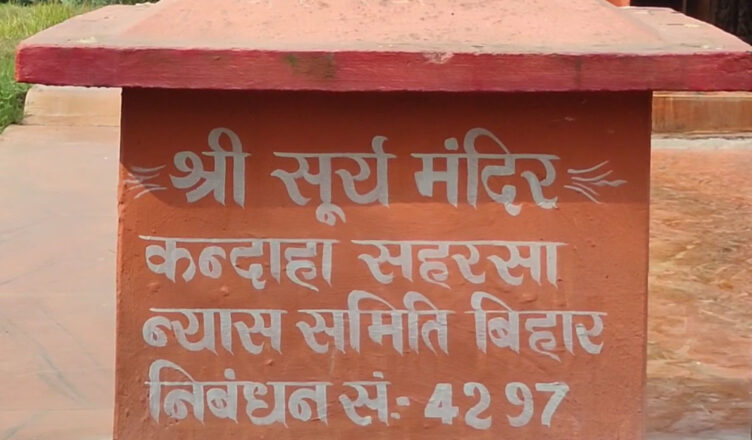 श्री सूर्य मंदिर
कन्दाहा सहरसा
न्यास समिति बिहार
निबंधन सं:- 4297